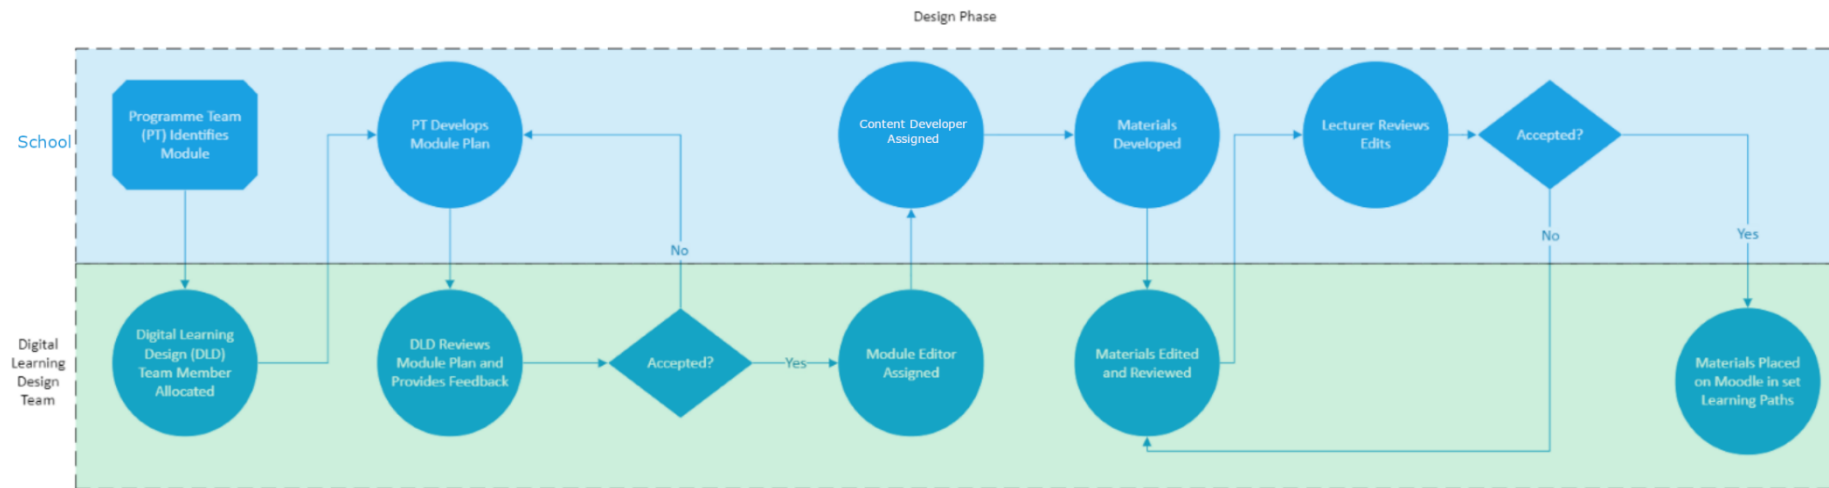 Design Phase
School
Programme Team
(PT) Identifies
Module
PT Develops
Module Plan
Content Developer
Assigned
Materials
Developed
Lecturer Reviews
Edits
Accepted?
No
No
Yes
Digital
Learning
Design
Team
Digital Learning
Design (DLD)
Team Member
Allocated
DLD Reviews
Module Plan and
Provides Feedback
Accepted?
Yes
Module Editor
Assigned
Materials Edited
and Reviewed
Materials Placed
on Moodle in set
Learning Paths